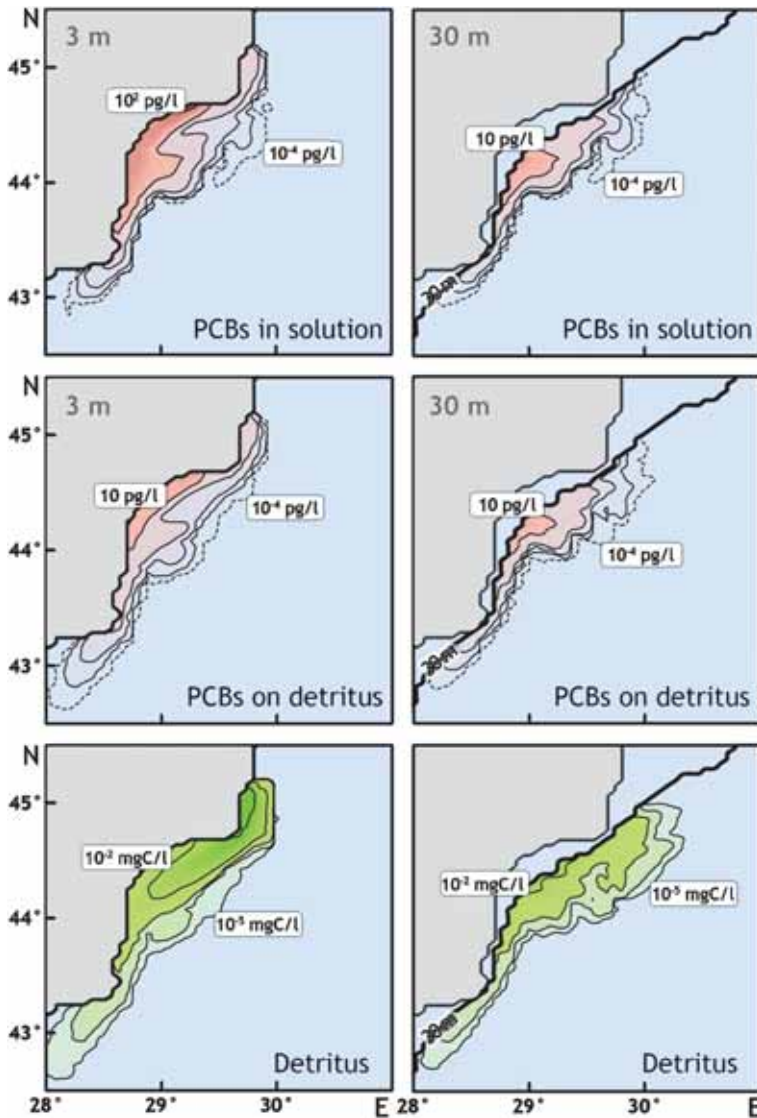 N
3 m
30 m
45°
10² pg/l
10⁻⁴ pg/l
10 pg/l
10⁻⁴ pg/l
44°
43°
30 m
PCBs in solution
PCBs in solution
N
3 m
30 m
45°
10 pg/l
10⁻⁴ pg/l
10 pg/l
10⁻⁴ pg/l
44°
43°
30 m
PCBs on detritus
PCBs on detritus
N
45°
10⁻² mgC/l
10⁻⁵ mgC/l
10⁻² mgC/l
10⁻⁵ mgC/l
44°
43°
30 m
Detritus
Detritus
28° 29° 30° E
28° 29° 30° E